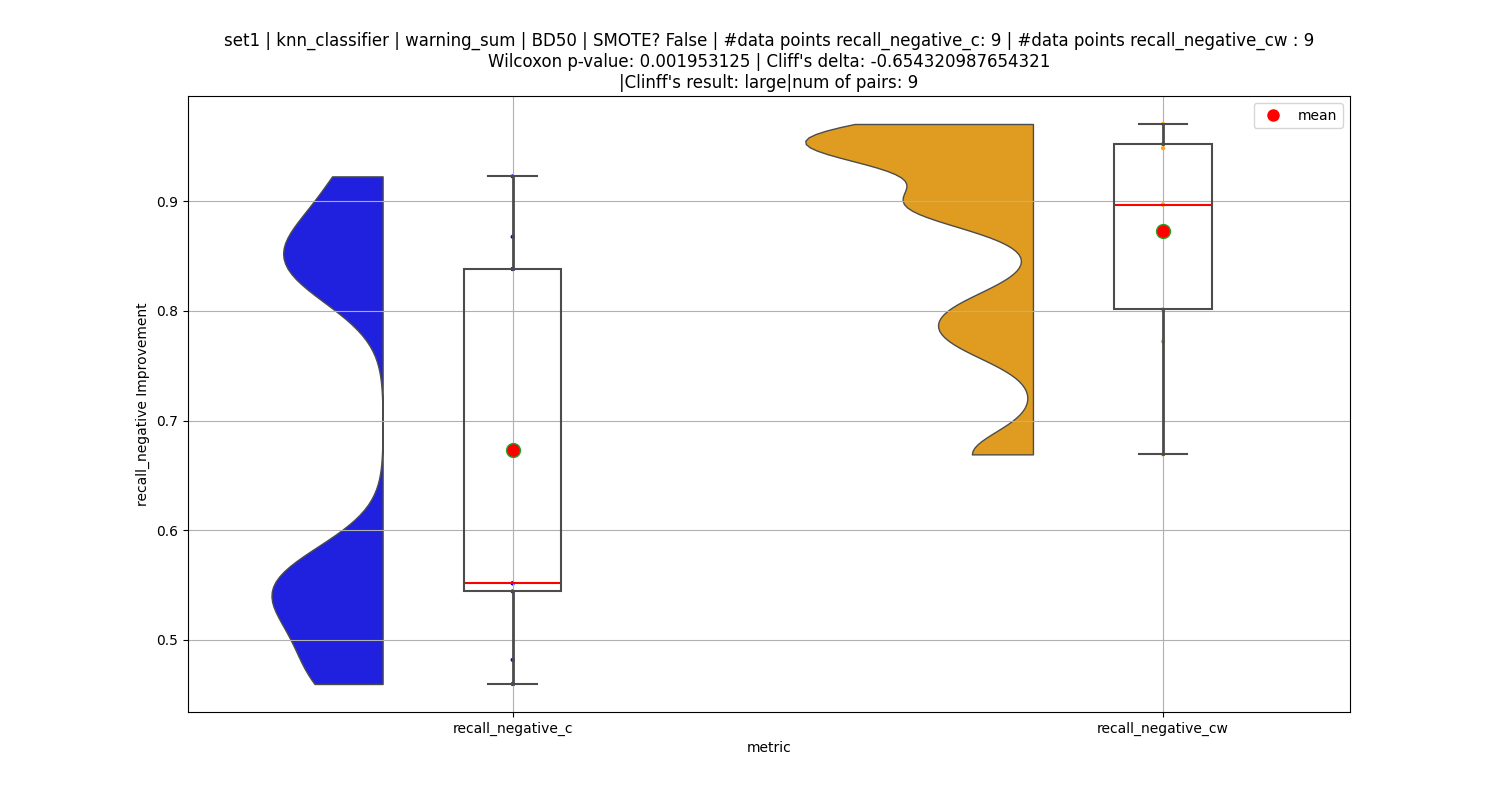 set1 | knn_classifier | warning_sum | BD50 | SMOTE? False | #data points recall_negative_c: 9 | #data points recall_negative_cw : 9
Wilcoxon p-value: 0.001953125 | Cliff's delta: -0.654320987654321
|Clinff's result: large|num of pairs: 9
mean
0.9
0.8
0.7
0.6
0.5
recall_negative Improvement
recall_negative_c
recall_negative_cw
metric